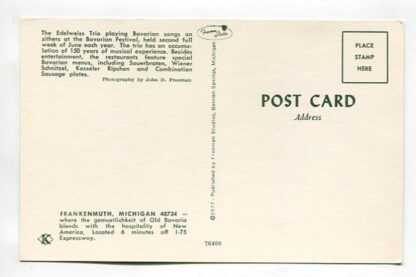 The Edelweiss Trio playing Bavarian songs on
zithers at the Bavarian Festival, held second full
week of June each year. The trio has an accumu-
lation of 150 years of musical experience. Besides
entertainment, the restaurants feature special
Bavarian menus, including Sauerbraten, Wiener
Schnitzel, Kasseler Ripchen and Combination
Sausage plates.
Photography by John D. Freeman
FRANKENMUTH, MICHIGAN 48734 —
where the gemuetlichkeit of Old Bavaria
blends with the hospitality of New
America. Located 6 minutes off I-75
Expressway.
K
©1977 - Published by Freeman Studios, Berrien Springs, Michigan
76400
PLACE
STAMP
HERE
POST CARD
Address